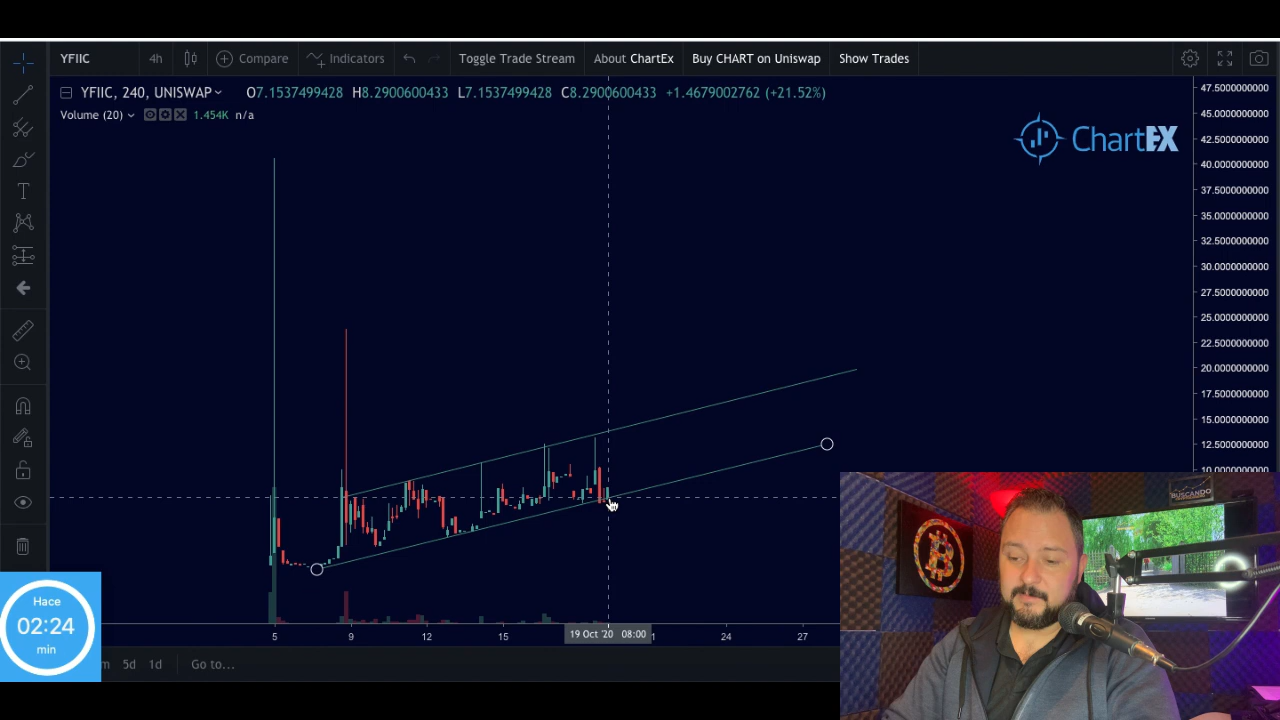 YFIIC 4h Compare Indicators Toggle Trade Stream About ChartEX Buy CHART on Uniswap Show Trades
YFIIC, 240, UNISWAP O7.1537499428 H8.2900600433 L7.1537499428 C8.2900600433 +1.4679002762 (+21.52%)
Volume (20) 1.454K n/a
ChartEX
47.5000000000
45.0000000000
42.5000000000
40.0000000000
37.5000000000
35.0000000000
32.5000000000
30.0000000000
27.5000000000
25.0000000000
22.5000000000
20.0000000000
17.5000000000
15.0000000000
12.5000000000
10.0000000000
BUSCANDO
Hace
02:24
min
5 9 12 15 19 Oct '20 08:00 1 24 27
m 5d 1d Go to...